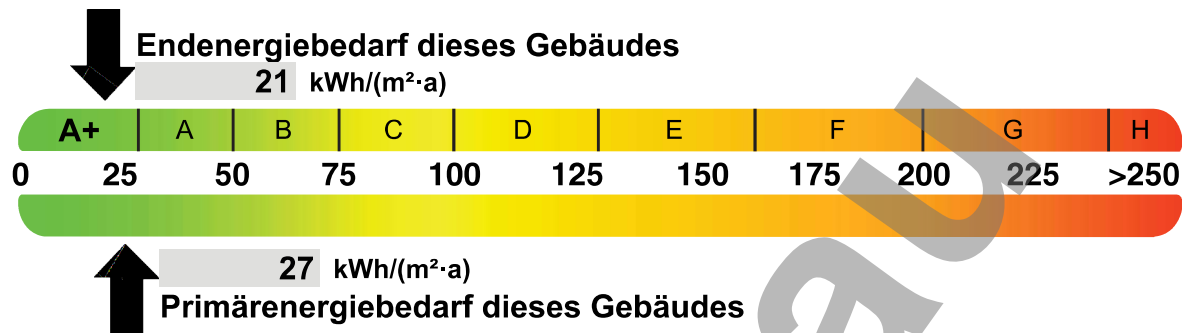 Endenergiebedarf dieses Gebäudes
21 kWh/(m²·a)
A+ A B C D E F G H
0 25 50 75 100 125 150 175 200 225 >250
27 kWh/(m²·a)
Primärenergiebedarf dieses Gebäudes
au